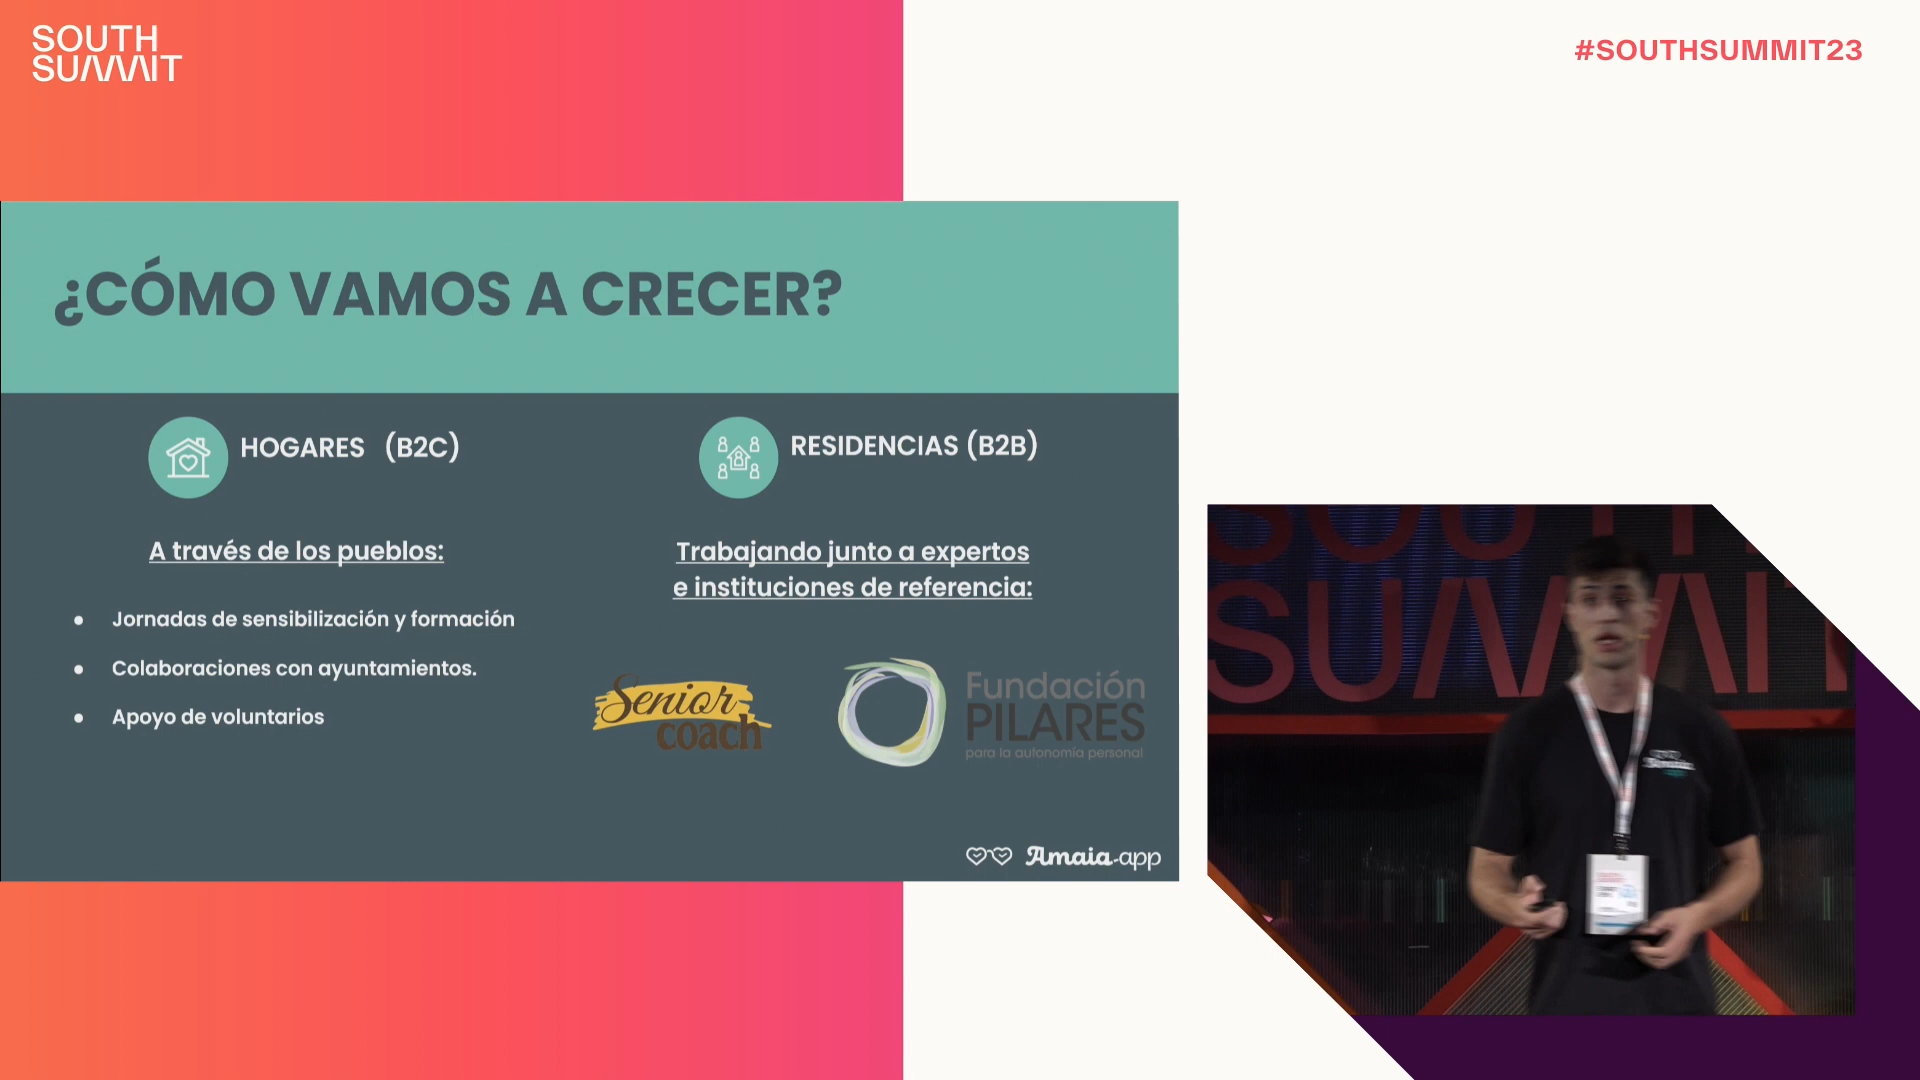 SOUTH
SUMMIT
#SOUTHSUMMIT23
¿CÓMO VAMOS A CRECER?
HOGARES (B2C)
RESIDENCIAS (B2B)
A través de los pueblos:
Trabajando junto a expertos
e instituciones de referencia:
● Jornadas de sensibilización y formación
● Colaboraciones con ayuntamientos.
● Apoyo de voluntarios
Senior
coach
Fundación
PILARES
para la autonomía personal
Amaia-app
SOUTH
SUMMIT